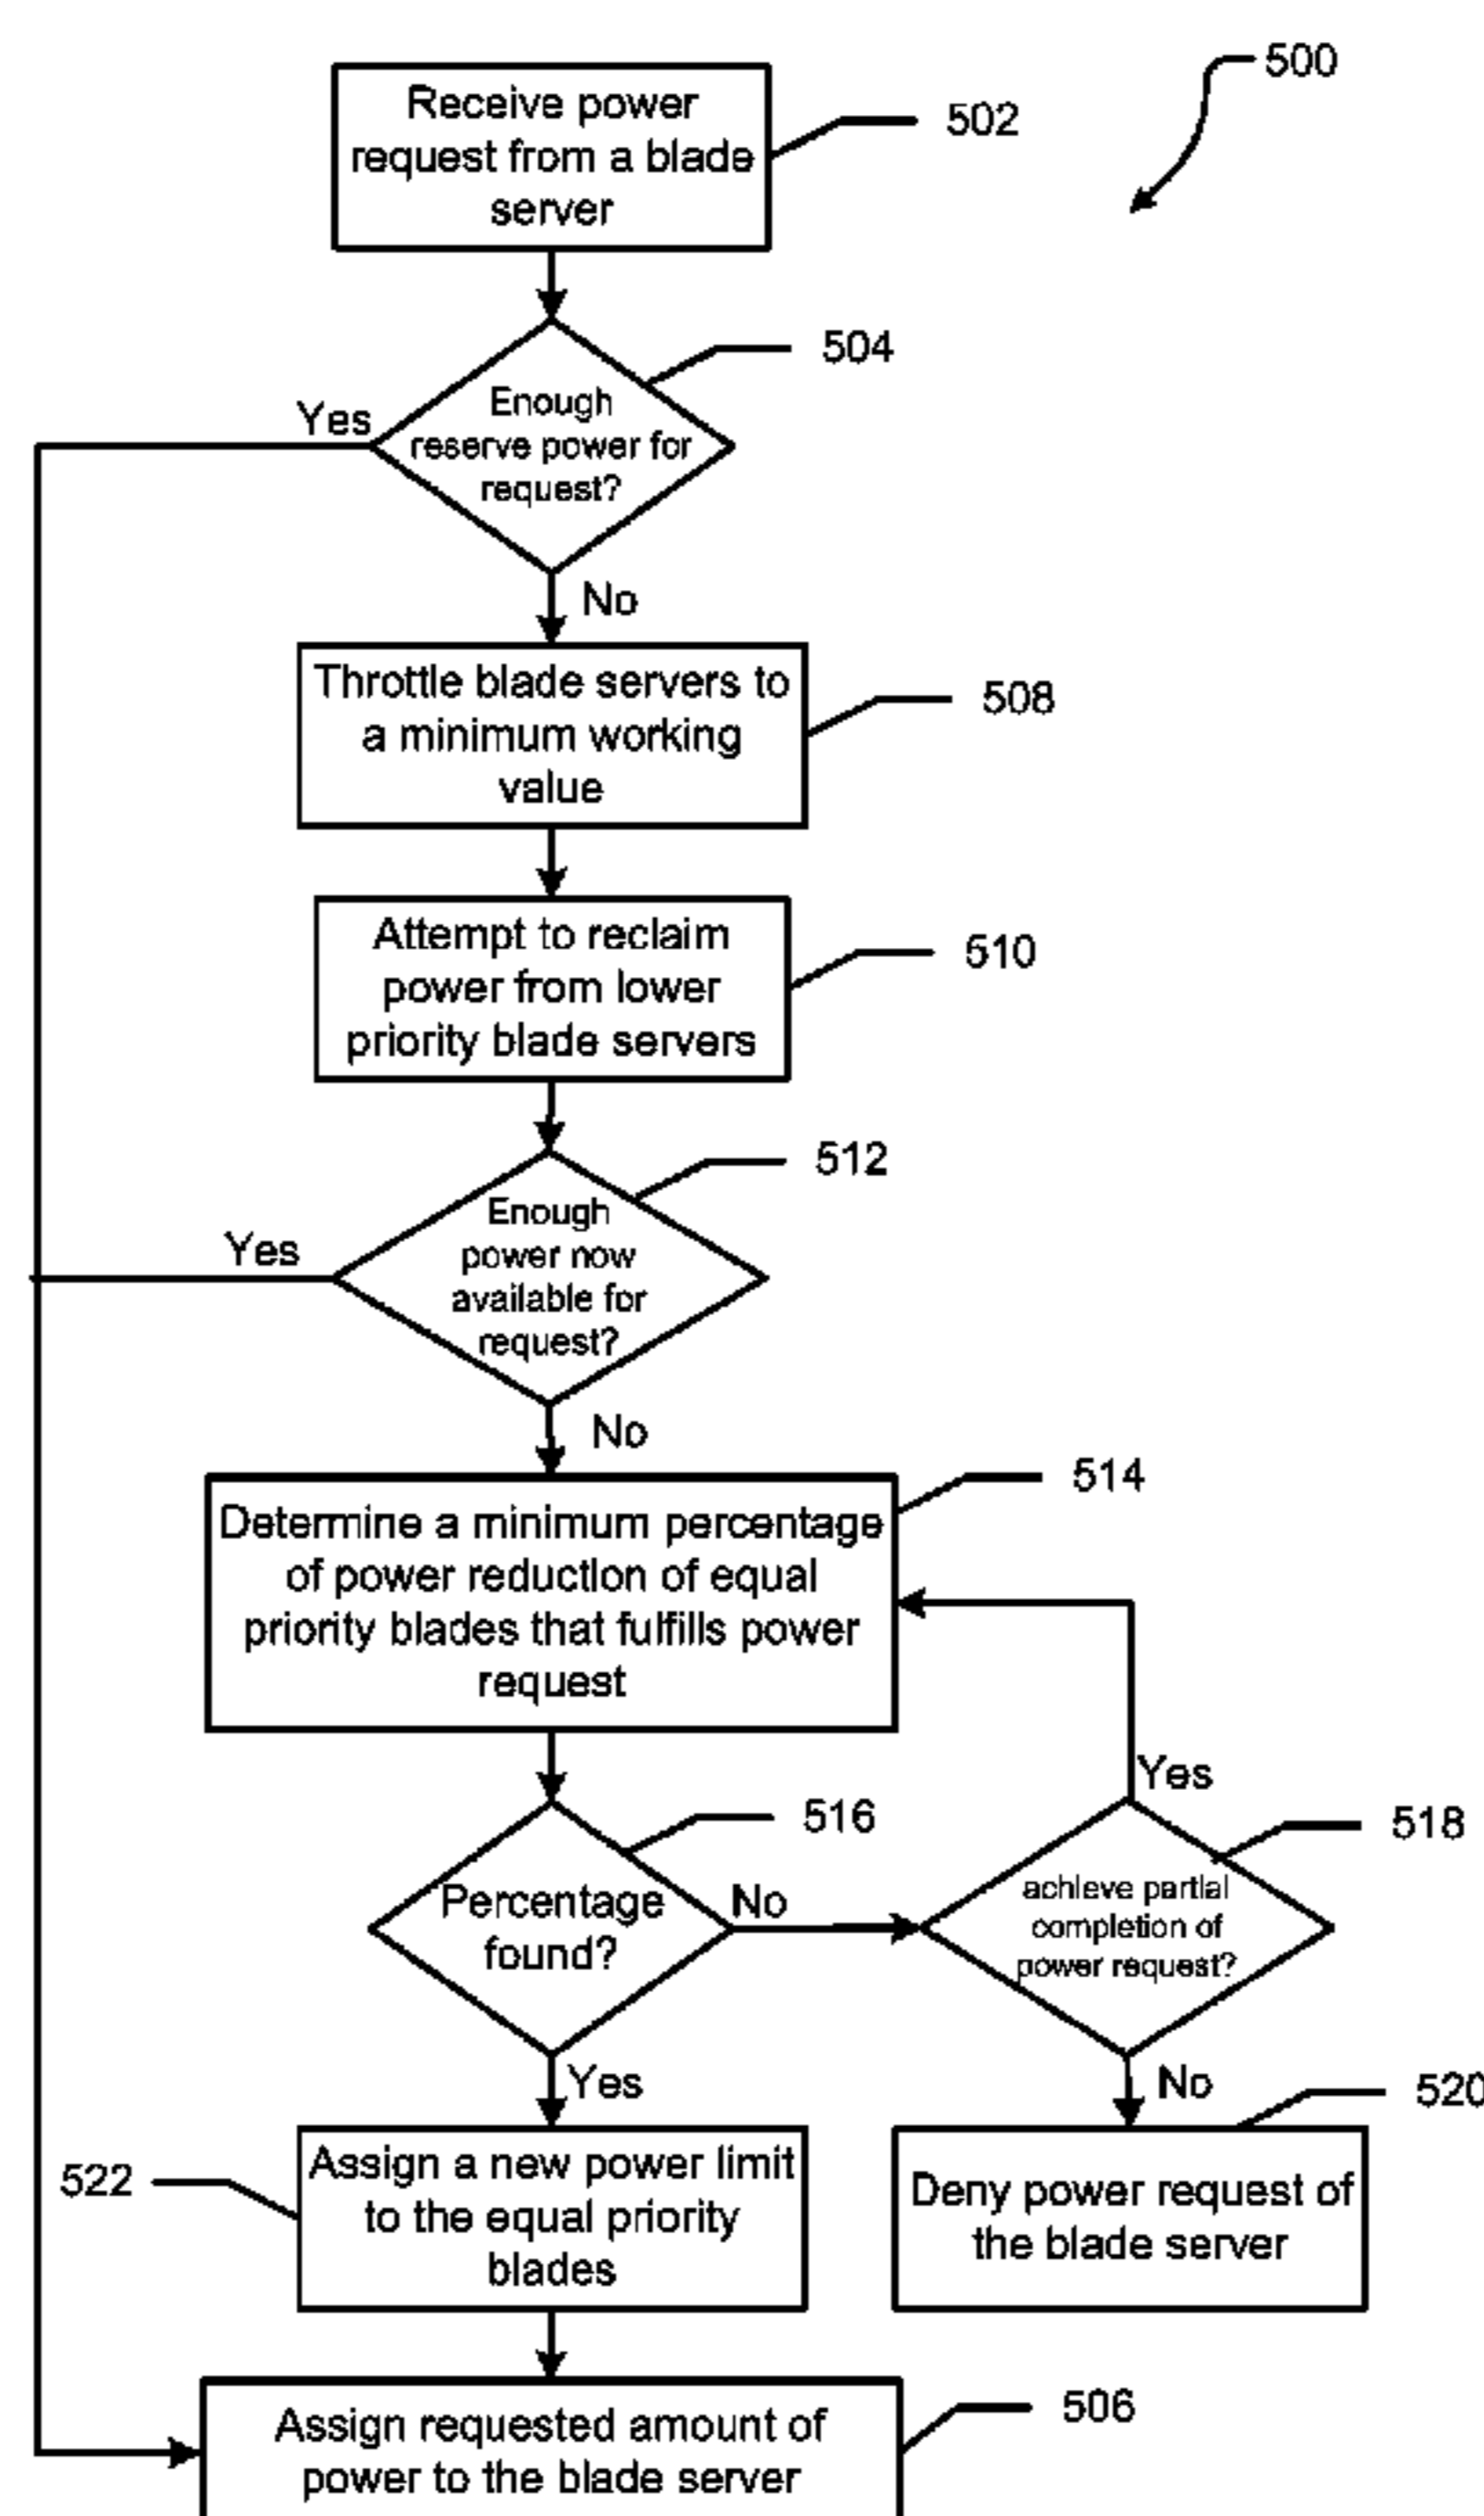 500
Receive power
request from a blade
server
502
504
Enough
reserve power for
request?
Yes
No
Throttle blade servers to
a minimum working
value
508
Attempt to reclaim
power from lower
priority blade servers
510
512
Enough
power now
available for
request?
Yes
No
514
Determine a minimum percentage
of power reduction of equal
priority blades that fulfills power
request
Yes
516
518
Percentage
found?
No
achieve partial
completion of
power request?
Yes
No
520
522
Assign a new power limit
to the equal priority
blades
Deny power request of
the blade server
506
Assign requested amount of
power to the blade server